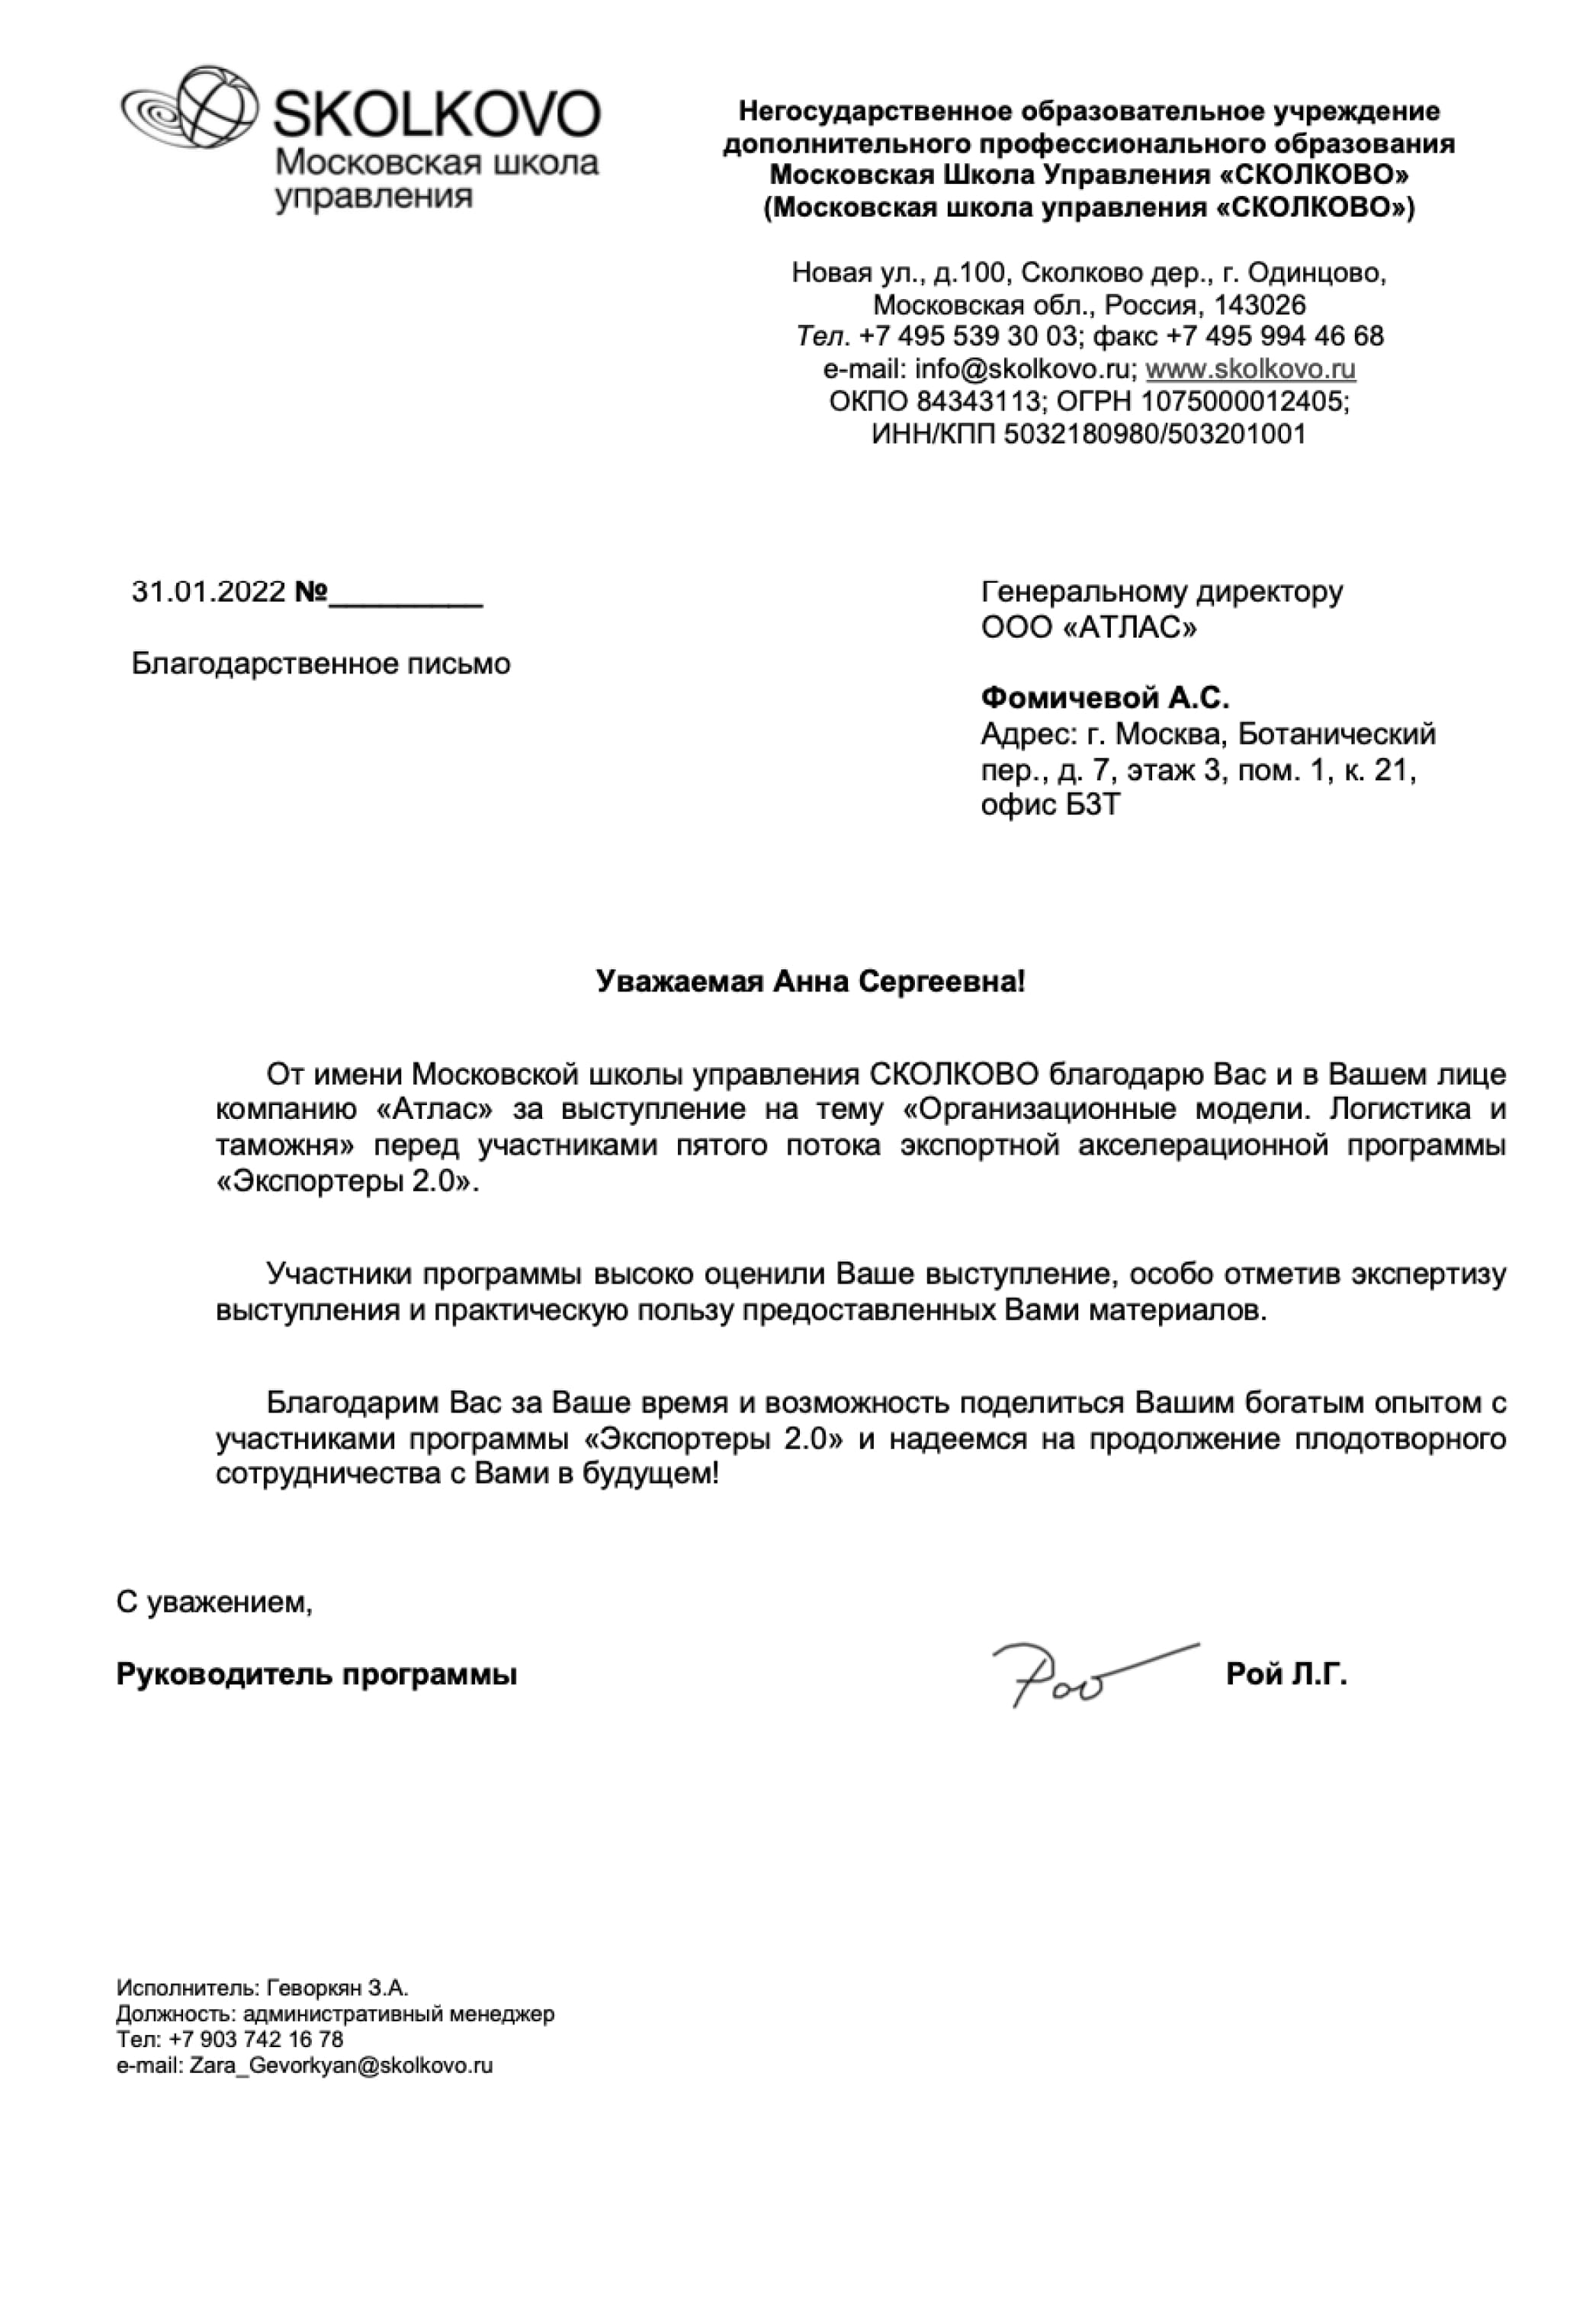 SKOLKOVO
Московская школа
управления
Негосударственное образовательное учреждение
дополнительного профессионального образования
Московская Школа Управления «СКОЛКОВО»
(Московская школа управления «СКОЛКОВО»)
Новая ул., д.100, Сколково дер., г. Одинцово,
Московская обл., Россия, 143026
Тел. +7 495 539 30 03; факс +7 495 994 46 68
e-mail: info@skolkovo.ru; www.skolkovo.ru
ОКПО 84343113; ОГРН 1075000012405;
ИНН/КПП 5032180980/503201001
31.01.2022 №_________
Благодарственное письмо
Генеральному директору
ООО «АТЛАС»
Фомичевой А.С.
Адрес: г. Москва, Ботанический
пер., д. 7, этаж 3, пом. 1, к. 21,
офис Б3Т
Уважаемая Анна Сергеевна!
От имени Московской школы управления СКОЛКОВО благодарю Вас и в Вашем лице
компанию «Атлас» за выступление на тему «Организационные модели. Логистика и
таможня» перед участниками пятого потока экспортной акселерационной программы
«Экспортеры 2.0».
Участники программы высоко оценили Ваше выступление, особо отметив экспертизу
выступления и практическую пользу предоставленных Вами материалов.
Благодарим Вас за Ваше время и возможность поделиться Вашим богатым опытом с
участниками программы «Экспортеры 2.0» и надеемся на продолжение плодотворного
сотрудничества с Вами в будущем!
С уважением,
Руководитель программы
Рой Л.Г.
Исполнитель: Геворкян З.А.
Должность: административный менеджер
Тел: +7 903 742 16 78
e-mail: Zara_Gevorkyan@skolkovo.ru